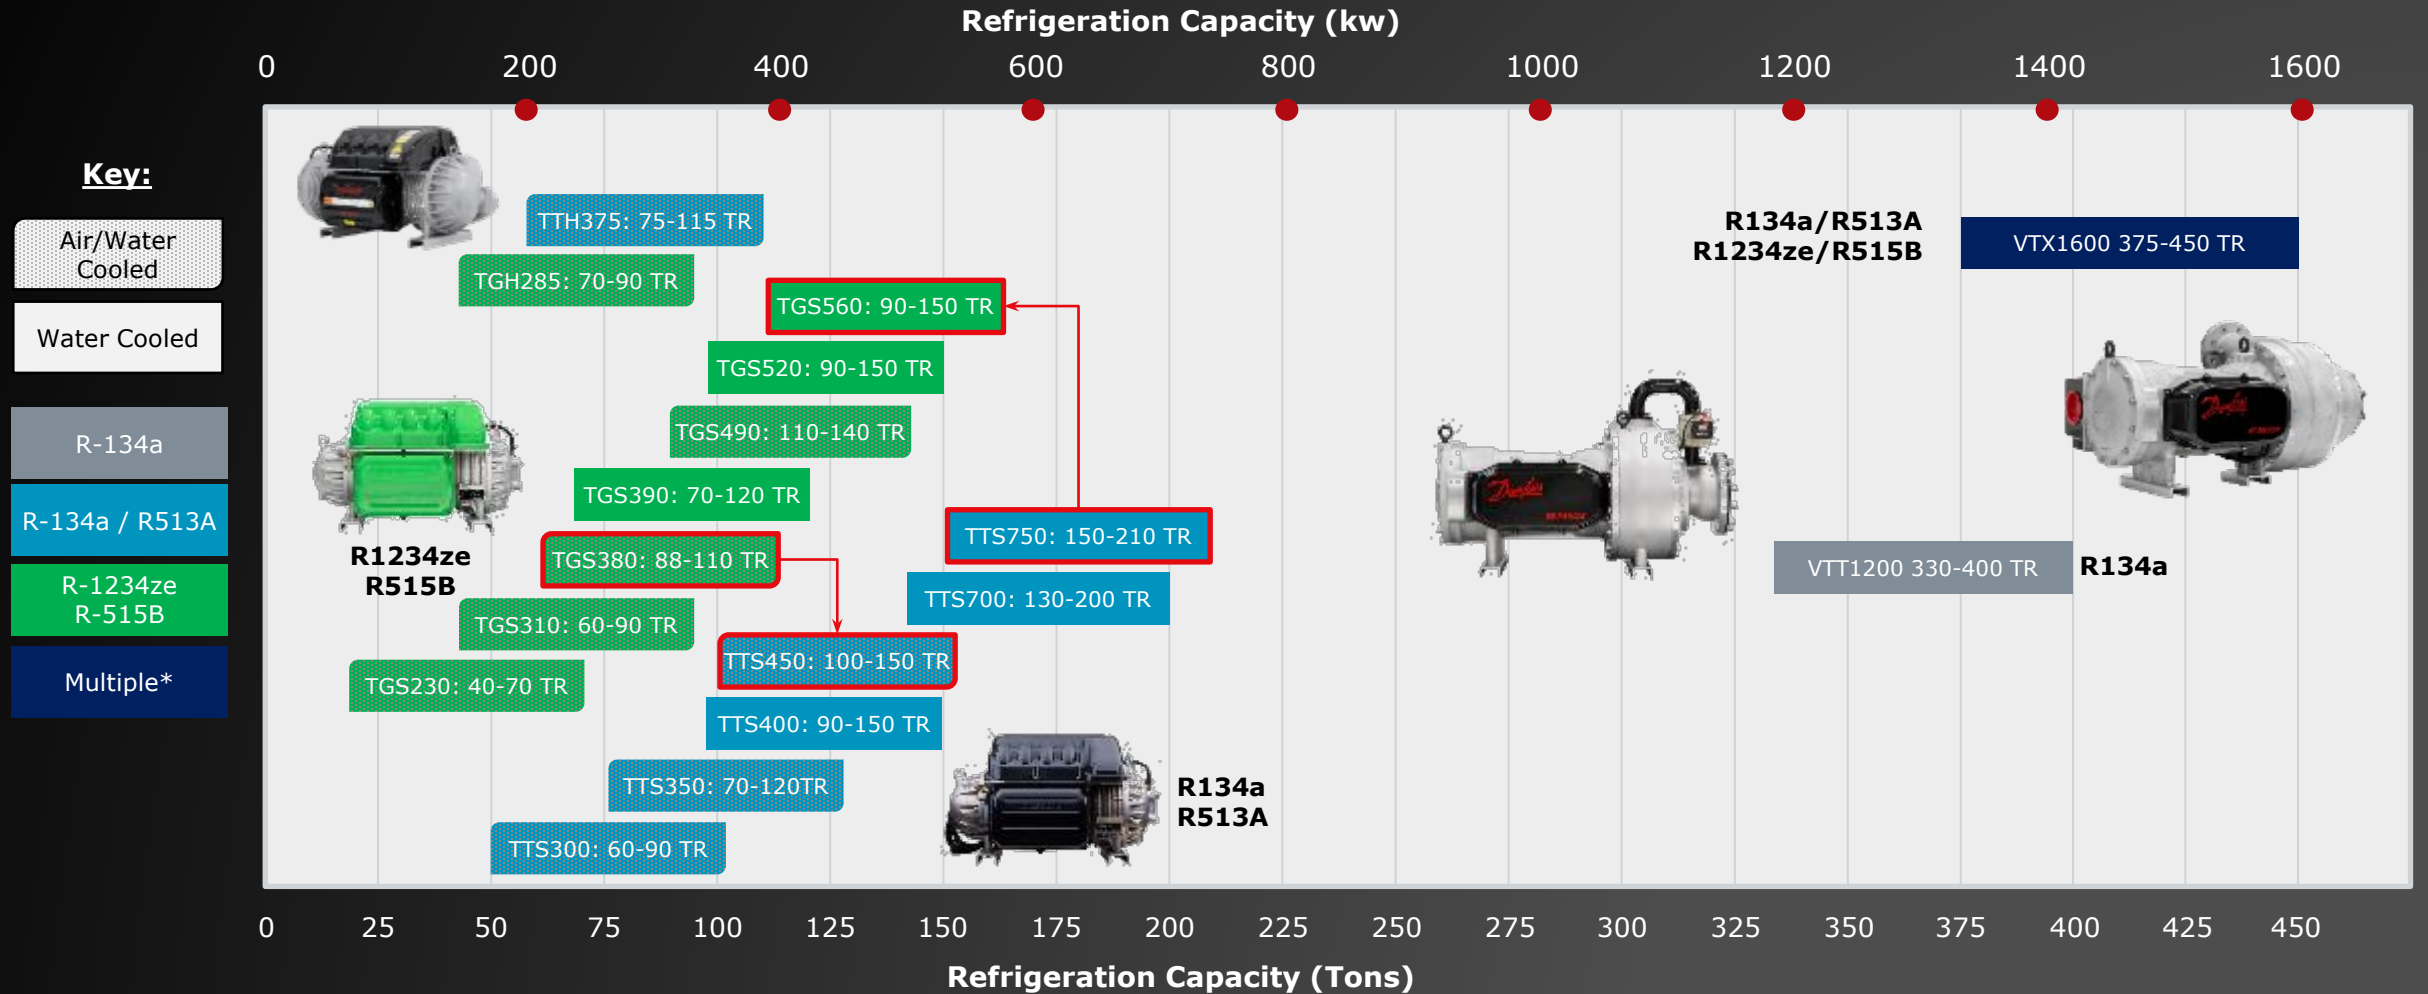 Refrigeration Capacity (kw)
0 200 400 600 800 1000 1200 1400 1600
Key:
Air/Water
Cooled
Water Cooled
R-134a
R-134a / R513A
R-1234ze
R-515B
Multiple*
TTH375: 75-115 TR
TGH285: 70-90 TR
TGS560: 90-150 TR
TGS520: 90-150 TR
TGS490: 110-140 TR
TGS390: 70-120 TR
TGS380: 88-110 TR
TGS310: 60-90 TR
TGS230: 40-70 TR
R1234ze
R515B
TTS750: 150-210 TR
TTS700: 130-200 TR
TTS450: 100-150 TR
TTS400: 90-150 TR
TTS350: 70-120TR
TTS300: 60-90 TR
R134a
R513A
R134a/R513A
R1234ze/R515B
VTX1600 375-450 TR
Danfoss
Danfoss
VTT1200 330-400 TR
R134a
0 25 50 75 100 125 150 175 200 225 250 275 300 325 350 375 400 425 450
Refrigeration Capacity (Tons)